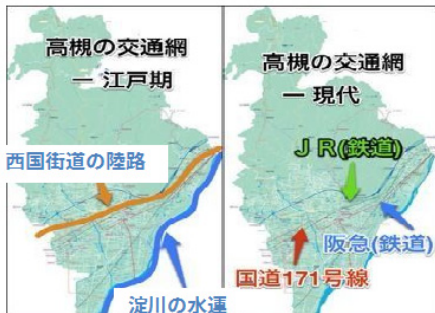 高槻の交通網
― 江戸期
西国街道の陸路
淀川の水運
高槻の交通網
― 現代
ＪＲ(鉄道)
阪急(鉄道)
国道171号線